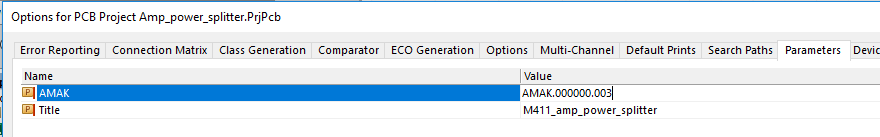 Options for PCB Project Amp_power_splitter.PrjPcb
Error Reporting Connection Matrix Class Generation Comparator ECO Generation Options Multi-Channel Default Prints Search Paths Parameters Devic
Name Value
AMAK AMAK.000000.003
Title M411_amp_power_splitter